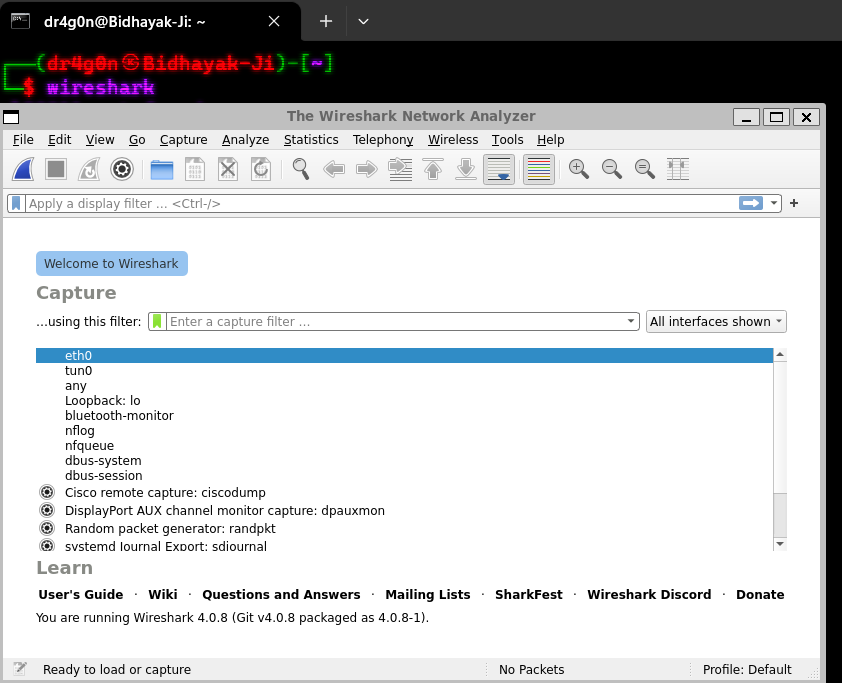 dr4g0n@Bidhayak-Ji: ~
(dr4g0n㉿Bidhayak-Ji)-[~]
$ wireshark
The Wireshark Network Analyzer
File Edit View Go Capture Analyze Statistics Telephony Wireless Tools Help
Apply a display filter … <Ctrl-/>
Welcome to Wireshark
Capture
…using this filter: Enter a capture filter … All interfaces shown
eth0
tun0
any
Loopback: lo
bluetooth-monitor
nflog
nfqueue
dbus-system
dbus-session
Cisco remote capture: ciscodump
DisplayPort AUX channel monitor capture: dpauxmon
Random packet generator: randpkt
systemd Journal Export: sdjournal
Learn
User's Guide · Wiki · Questions and Answers · Mailing Lists · SharkFest · Wireshark Discord · Donate
You are running Wireshark 4.0.8 (Git v4.0.8 packaged as 4.0.8-1).
Ready to load or capture No Packets Profile: Default